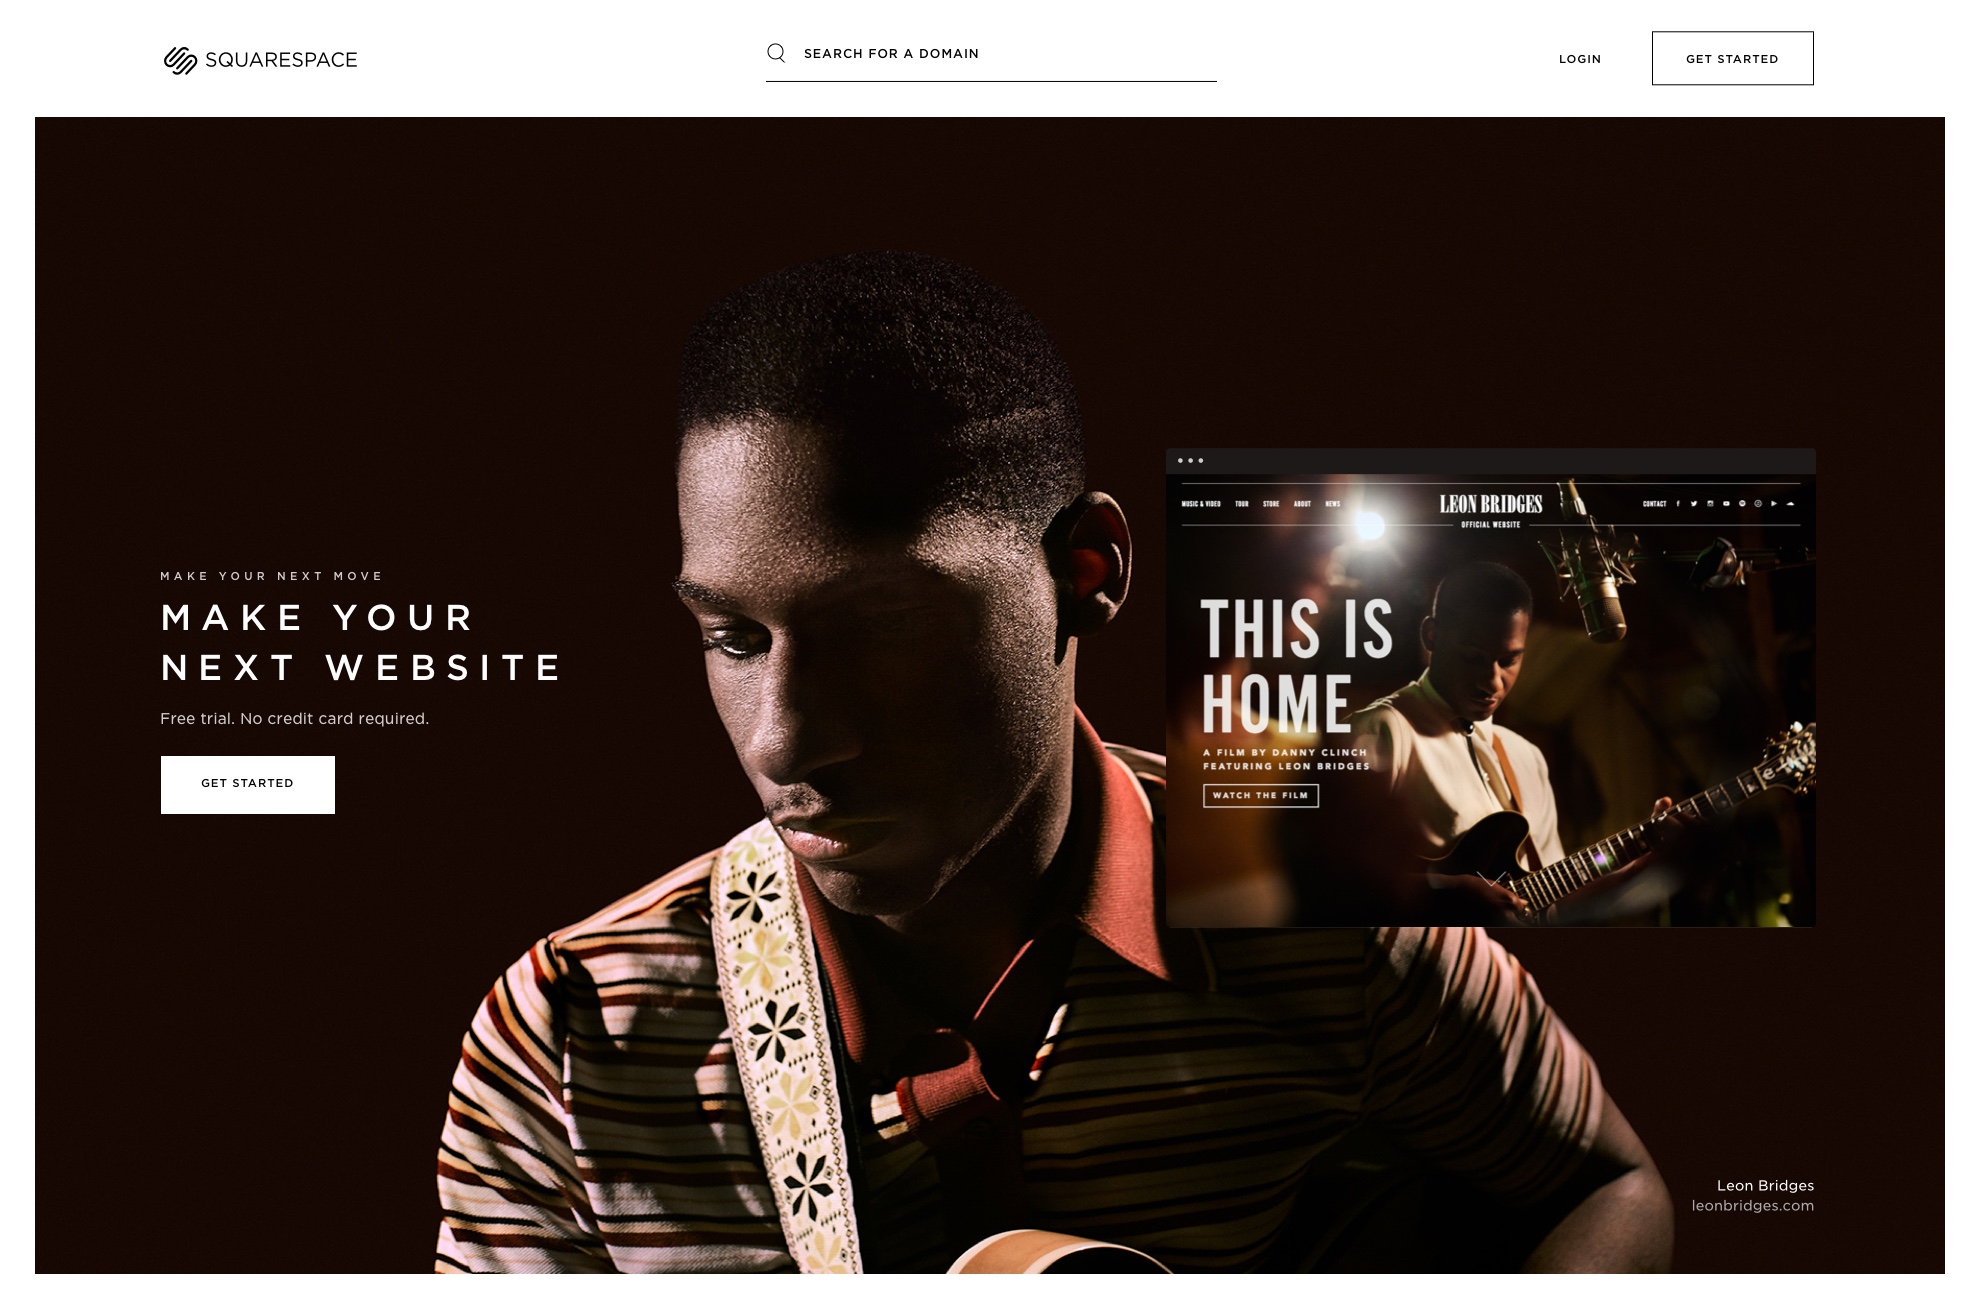 SQUARESPACE
SEARCH FOR A DOMAIN
LOGIN
GET STARTED
MAKE YOUR NEXT MOVE
MAKE YOUR
NEXT WEBSITE
Free trial. No credit card required.
GET STARTED
MUSIC & VIDEO TOUR STORE ABOUT NEWS
LEON BRIDGES
OFFICIAL WEBSITE
CONTACT
THIS IS
HOME
A FILM BY DANNY CLINCH
FEATURING LEON BRIDGES
WATCH THE FILM
Leon Bridges
leonbridges.com